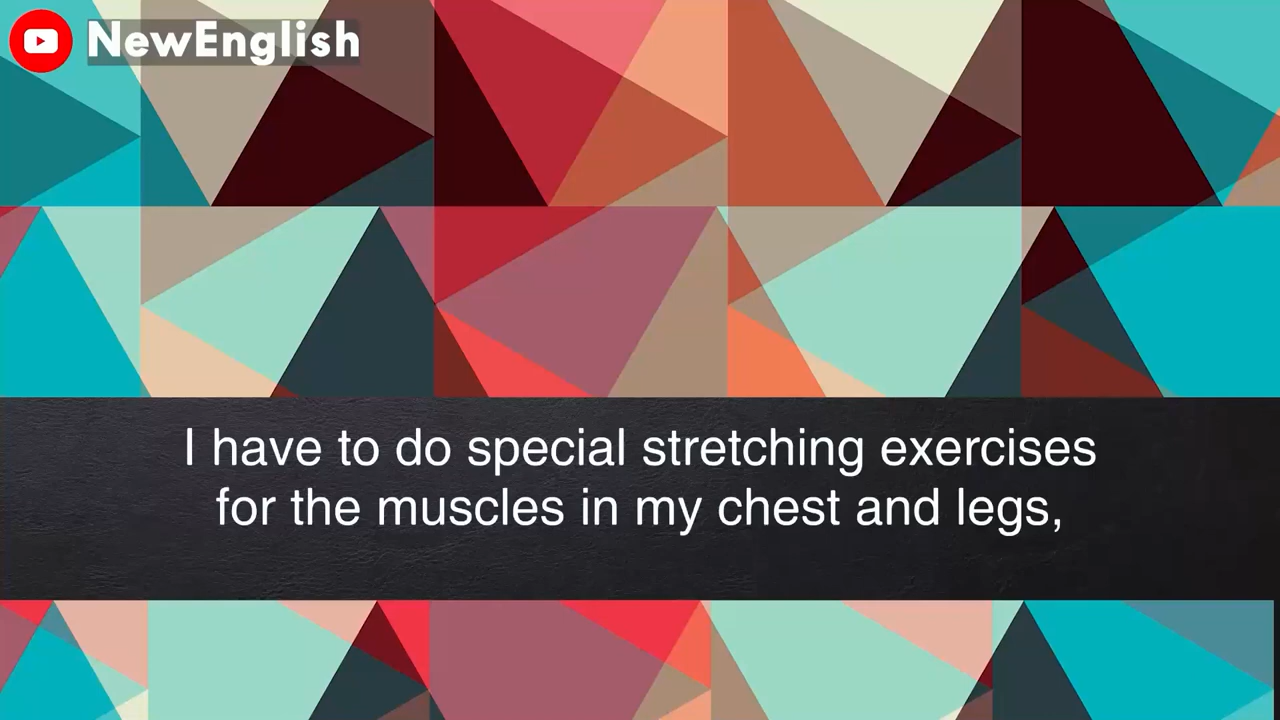 NewEnglish
I have to do special stretching exercises
for the muscles in my chest and legs,